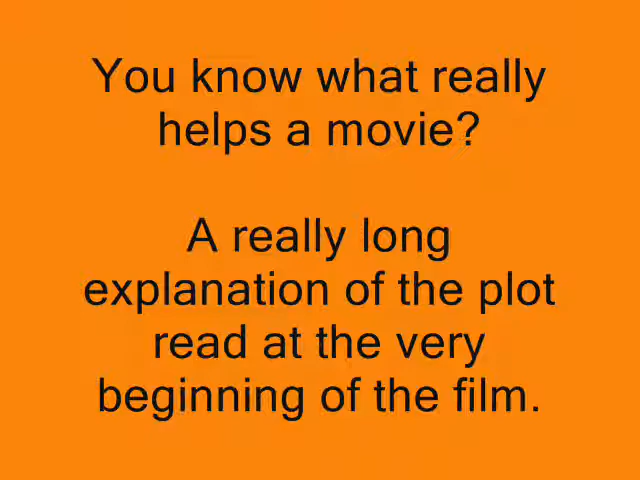 You know what really
helps a movie?
A really long
explanation of the plot
read at the very
beginning of the film.